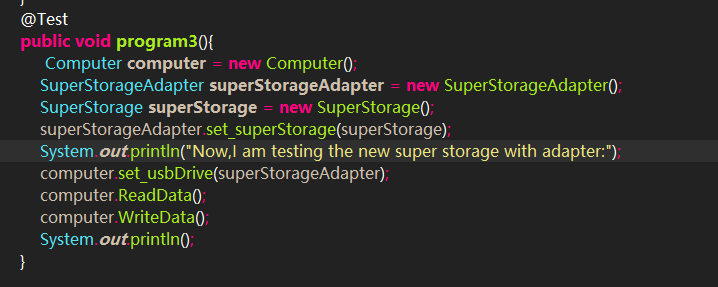 }
@Test
public void program3(){
Computer computer = new Computer();
SuperStorageAdapter superStorageAdapter = new SuperStorageAdapter();
SuperStorage superStorage = new SuperStorage();
superStorageAdapter.set_superStorage(superStorage);
System.out.println("Now,I am testing the new super storage with adapter:");
computer.set_usbDrive(superStorageAdapter);
computer.ReadData();
computer.WriteData();
System.out.println();
}